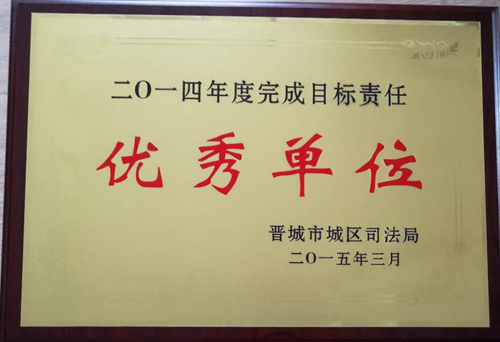 二〇一四年度完成目标责任
优秀单位
晋城市城区司法局
二〇一五年三月